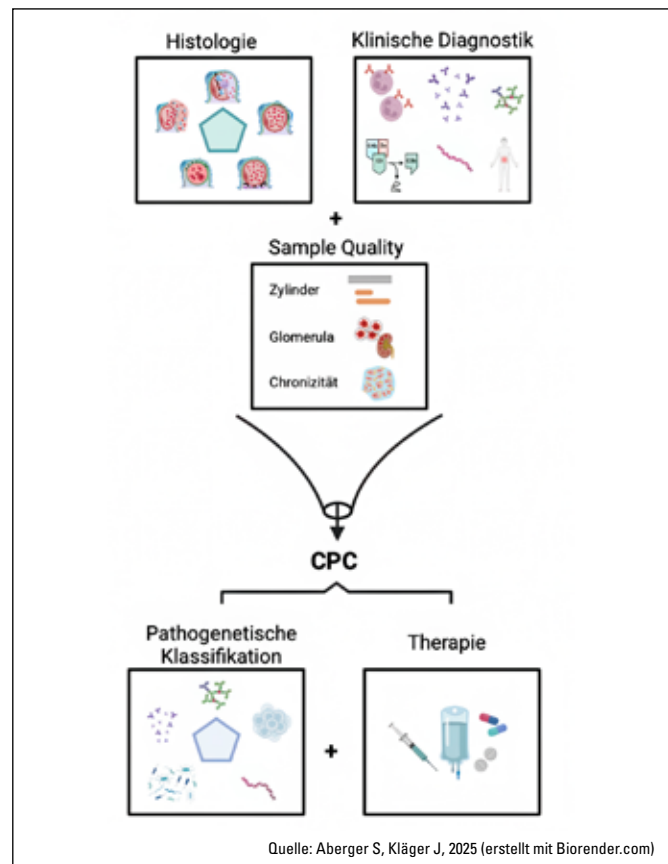 Histologie
Klinische Diagnostik
+
Sample Quality
Zylinder
Glomerula
Chronizität
CPC
Pathogenetische
Klassifikation
Therapie
+
Quelle: Aberger S, Kläger J, 2025 (erstellt mit Biorender.com)